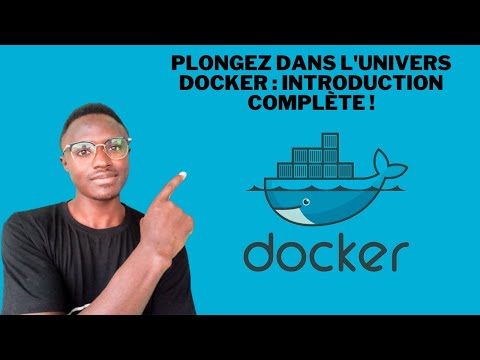 PLONGEZ DANS L'UNIVERS
DOCKER : INTRODUCTION
COMPLÈTE !
docker